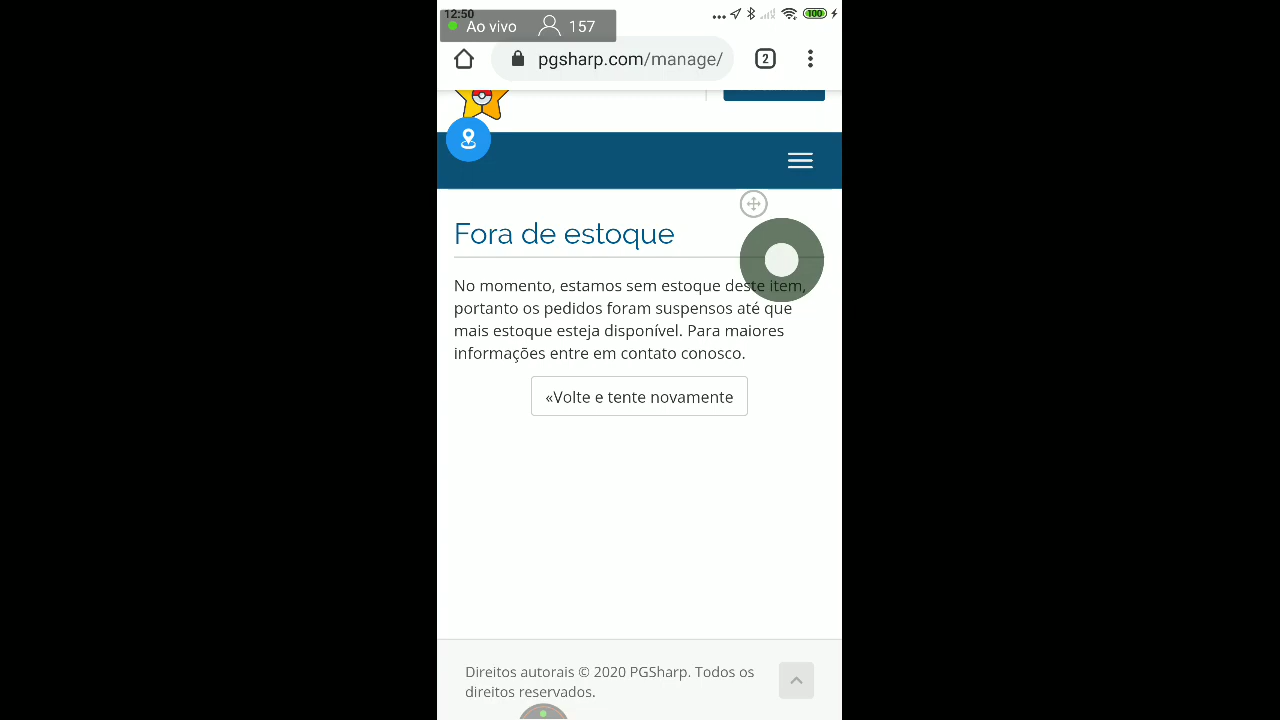 12:50
100
Ao vivo 157
pgsharp.com/manage/
2
Fora de estoque
No momento, estamos sem estoque deste item,
portanto os pedidos foram suspensos até que
mais estoque esteja disponível. Para maiores
informações entre em contato conosco.
«Volte e tente novamente
Direitos autorais © 2020 PGSharp. Todos os
direitos reservados.